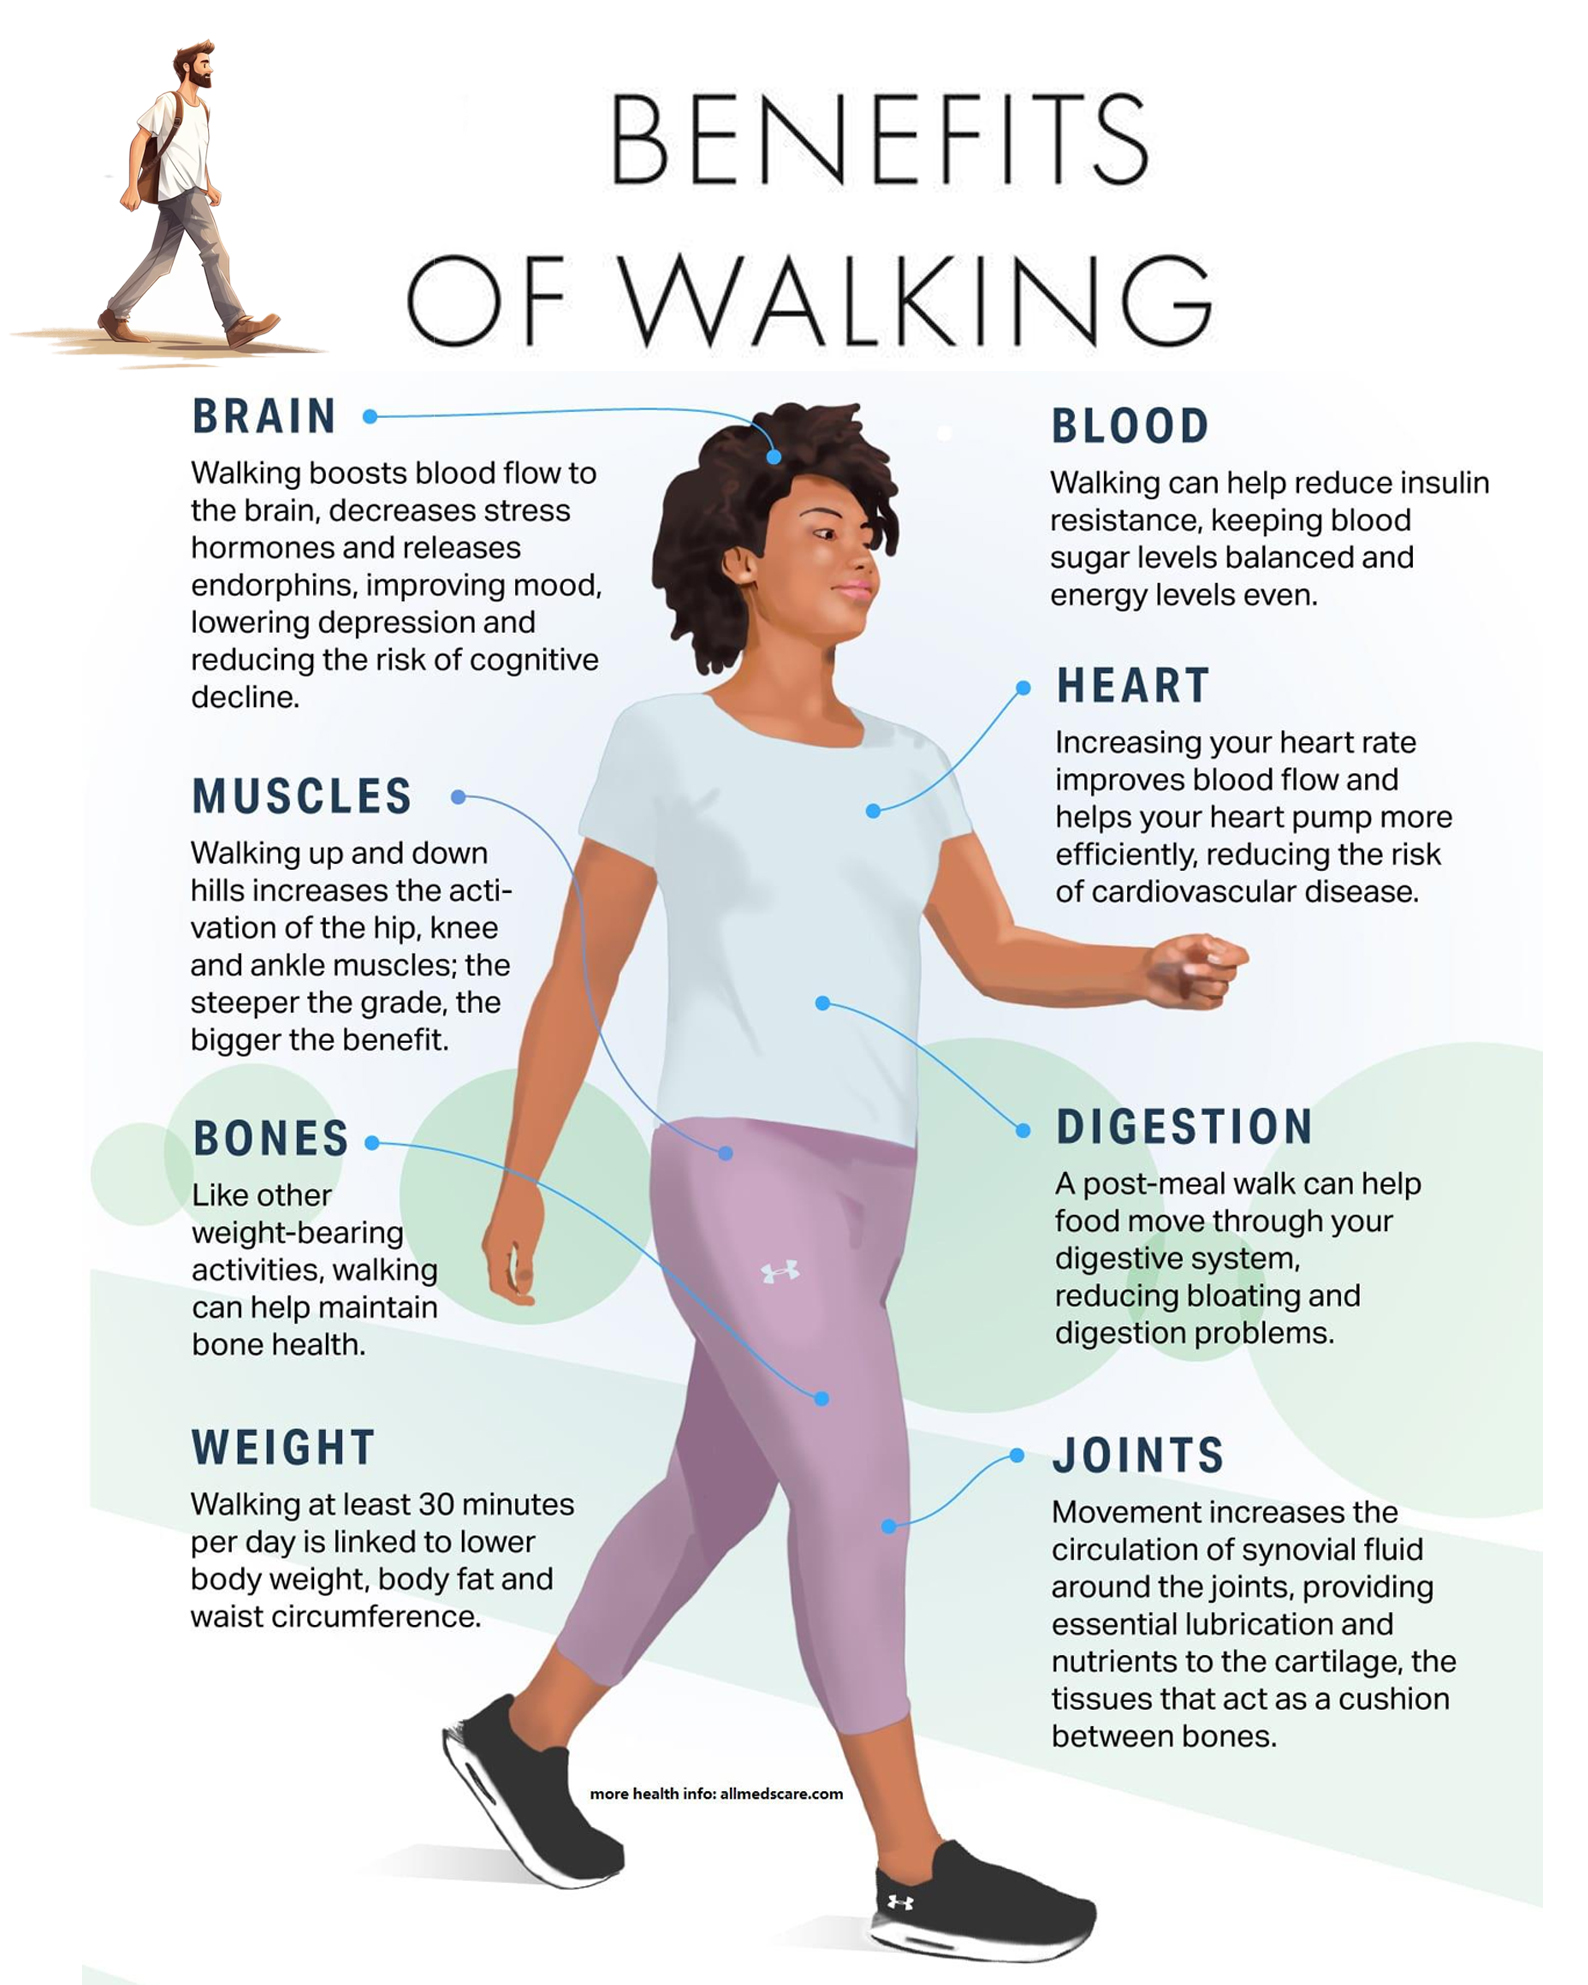 BENEFITS
OF WALKING
BRAIN
Walking boosts blood flow to
the brain, decreases stress
hormones and releases
endorphins, improving mood,
lowering depression and
reducing the risk of cognitive
decline.
MUSCLES
Walking up and down
hills increases the acti-
vation of the hip, knee
and ankle muscles; the
steeper the grade, the
bigger the benefit.
BONES
Like other
weight-bearing
activities, walking
can help maintain
bone health.
WEIGHT
Walking at least 30 minutes
per day is linked to lower
body weight, body fat and
waist circumference.
BLOOD
Walking can help reduce insulin
resistance, keeping blood
sugar levels balanced and
energy levels even.
HEART
Increasing your heart rate
improves blood flow and
helps your heart pump more
efficiently, reducing the risk
of cardiovascular disease.
DIGESTION
A post-meal walk can help
food move through your
digestive system,
reducing bloating and
digestion problems.
JOINTS
Movement increases the
circulation of synovial fluid
around the joints, providing
essential lubrication and
nutrients to the cartilage, the
tissues that act as a cushion
between bones.
more health info: allmedscare.com